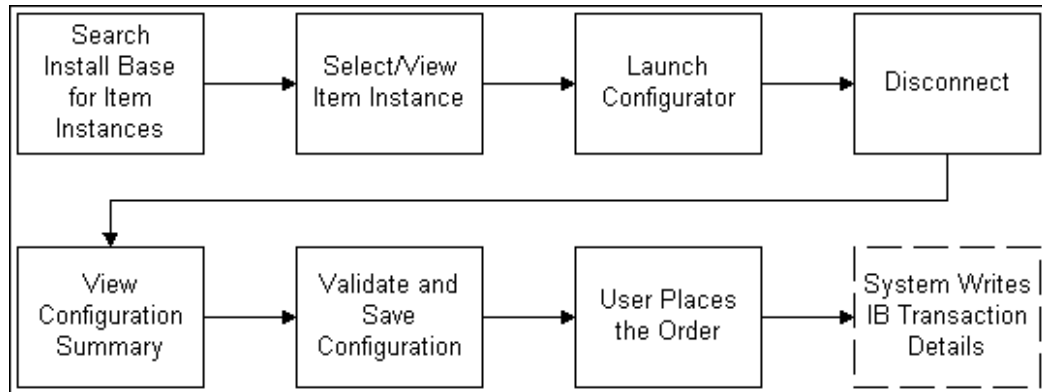 Search
Install Base
for Item
Instances
Select/View
Item Instance
Launch
Configurator
Disconnect
View
Configuration
Summary
Validate and
Save
Configuration
User Places
the Order
System Writes
IB Transaction
Details